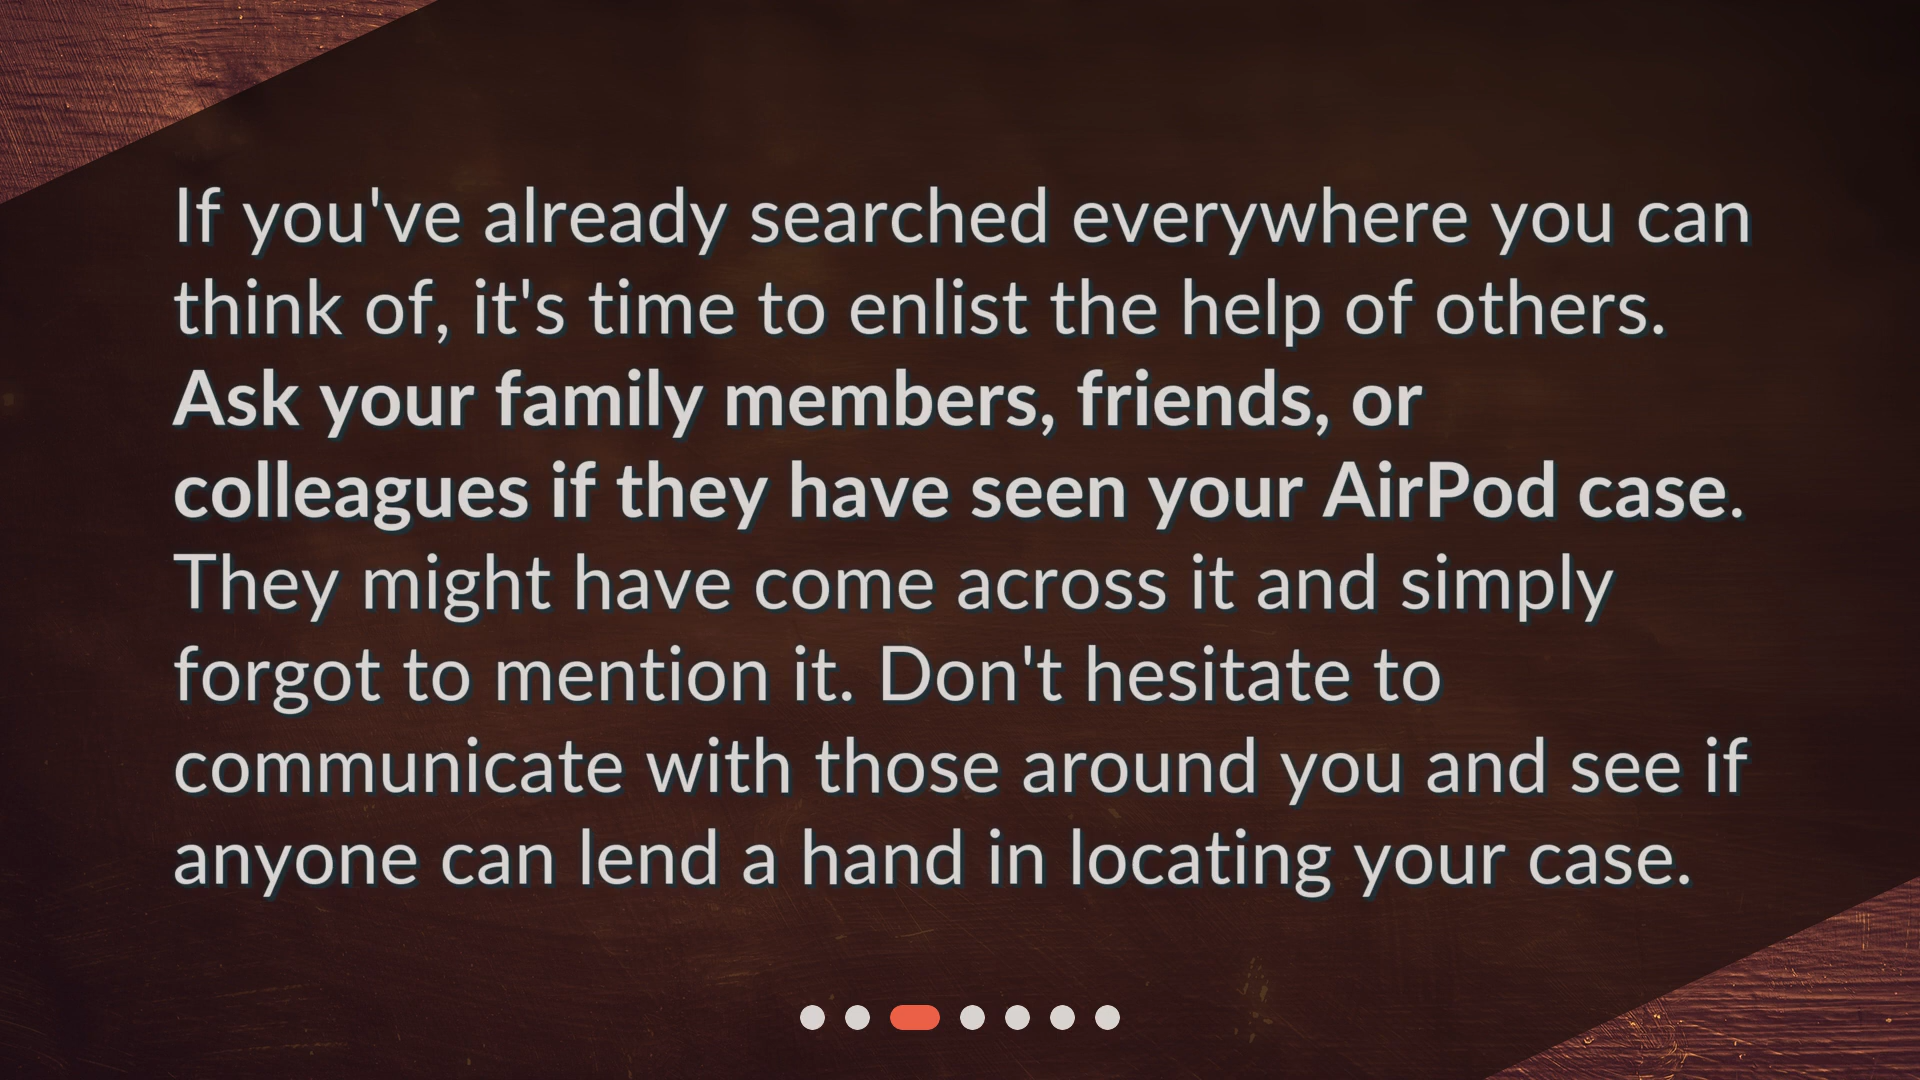 If you've already searched everywhere you can
think of, it's time to enlist the help of others.
Ask your family members, friends, or
colleagues if they have seen your AirPod case.
They might have come across it and simply
forgot to mention it. Don't hesitate to
communicate with those around you and see if
anyone can lend a hand in locating your case.